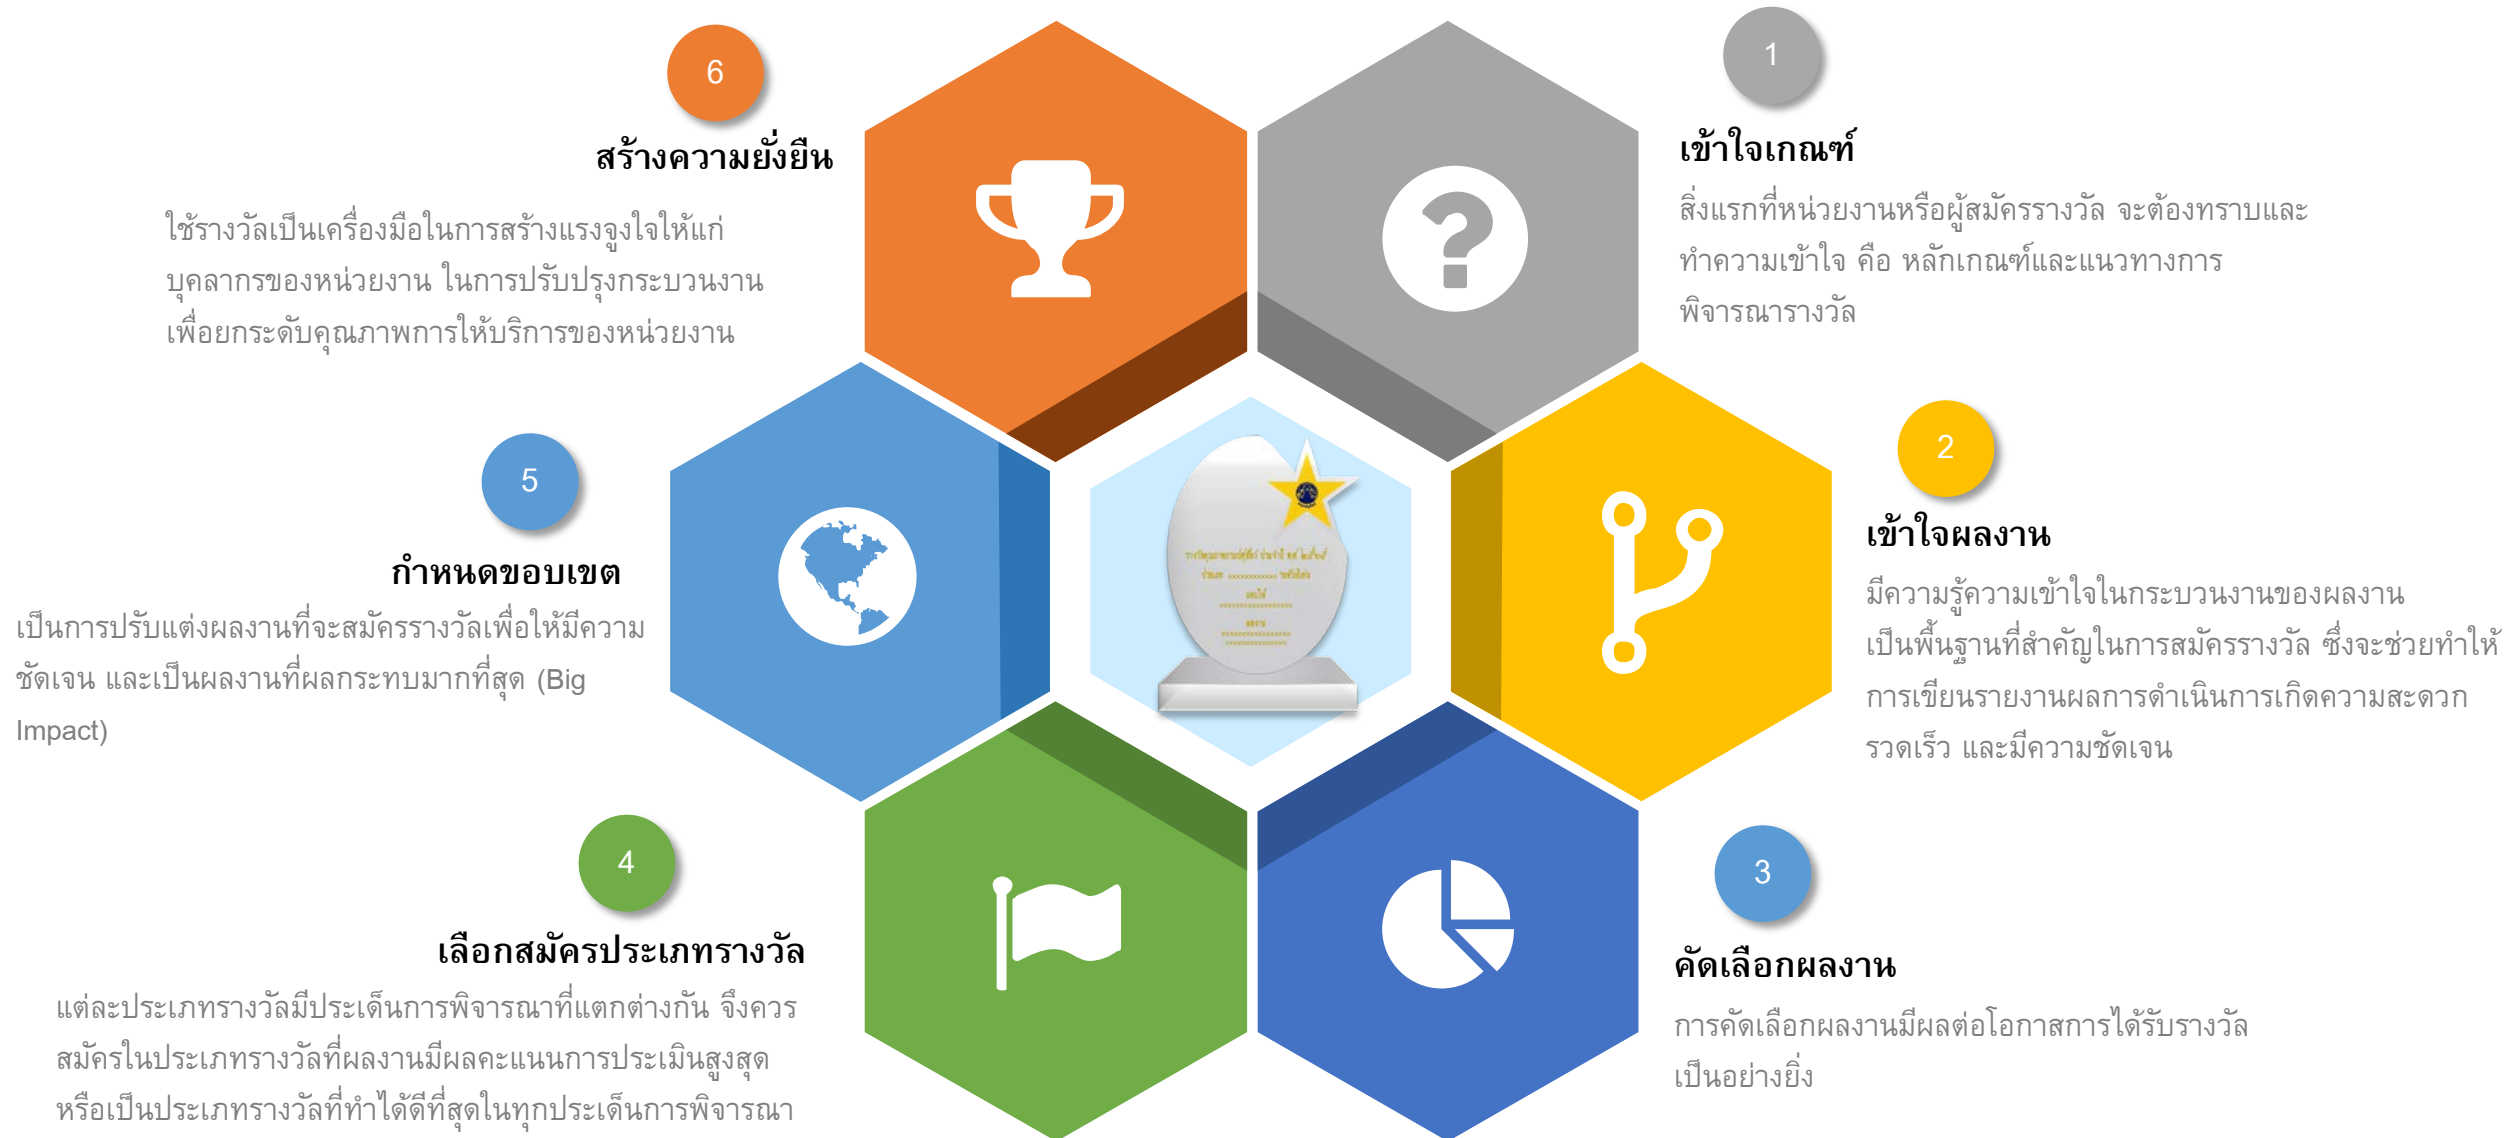 1
เข้าใจเกณฑ์
สิ่งแรกที่หน่วยงานหรือผู้สมัครรางวัล จะต้องทราบและ
ทำความเข้าใจ คือ หลักเกณฑ์และแนวทางการ
พิจารณารางวัล
2
เข้าใจผลงาน
มีความรู้ความเข้าใจในกระบวนงานของผลงาน
เป็นพื้นฐานที่สำคัญในการสมัครรางวัล ซึ่งจะช่วยทำให้
การเขียนรายงานผลการดำเนินการเกิดความสะดวก
รวดเร็ว และมีความชัดเจน
3
คัดเลือกผลงาน
การคัดเลือกผลงานมีผลต่อโอกาสการได้รับรางวัล
เป็นอย่างยิ่ง
4
เลือกสมัครประเภทรางวัล
แต่ละประเภทรางวัลมีประเด็นการพิจารณาที่แตกต่างกัน จึงควร
สมัครในประเภทรางวัลที่ผลงานมีผลคะแนนการประเมินสูงสุด
หรือเป็นประเภทรางวัลที่ทำได้ดีที่สุดในทุกประเด็นการพิจารณา
5
กำหนดขอบเขต
เป็นการปรับแต่งผลงานที่จะสมัครรางวัลเพื่อให้มีความ
ชัดเจน และเป็นผลงานที่ผลกระทบมากที่สุด (Big
Impact)
6
สร้างความยั่งยืน
ใช้รางวัลเป็นเครื่องมือในการสร้างแรงจูงใจให้แก่
บุคลากรของหน่วยงาน ในการปรับปรุงกระบวนงาน
เพื่อยกระดับคุณภาพการให้บริการของหน่วยงาน